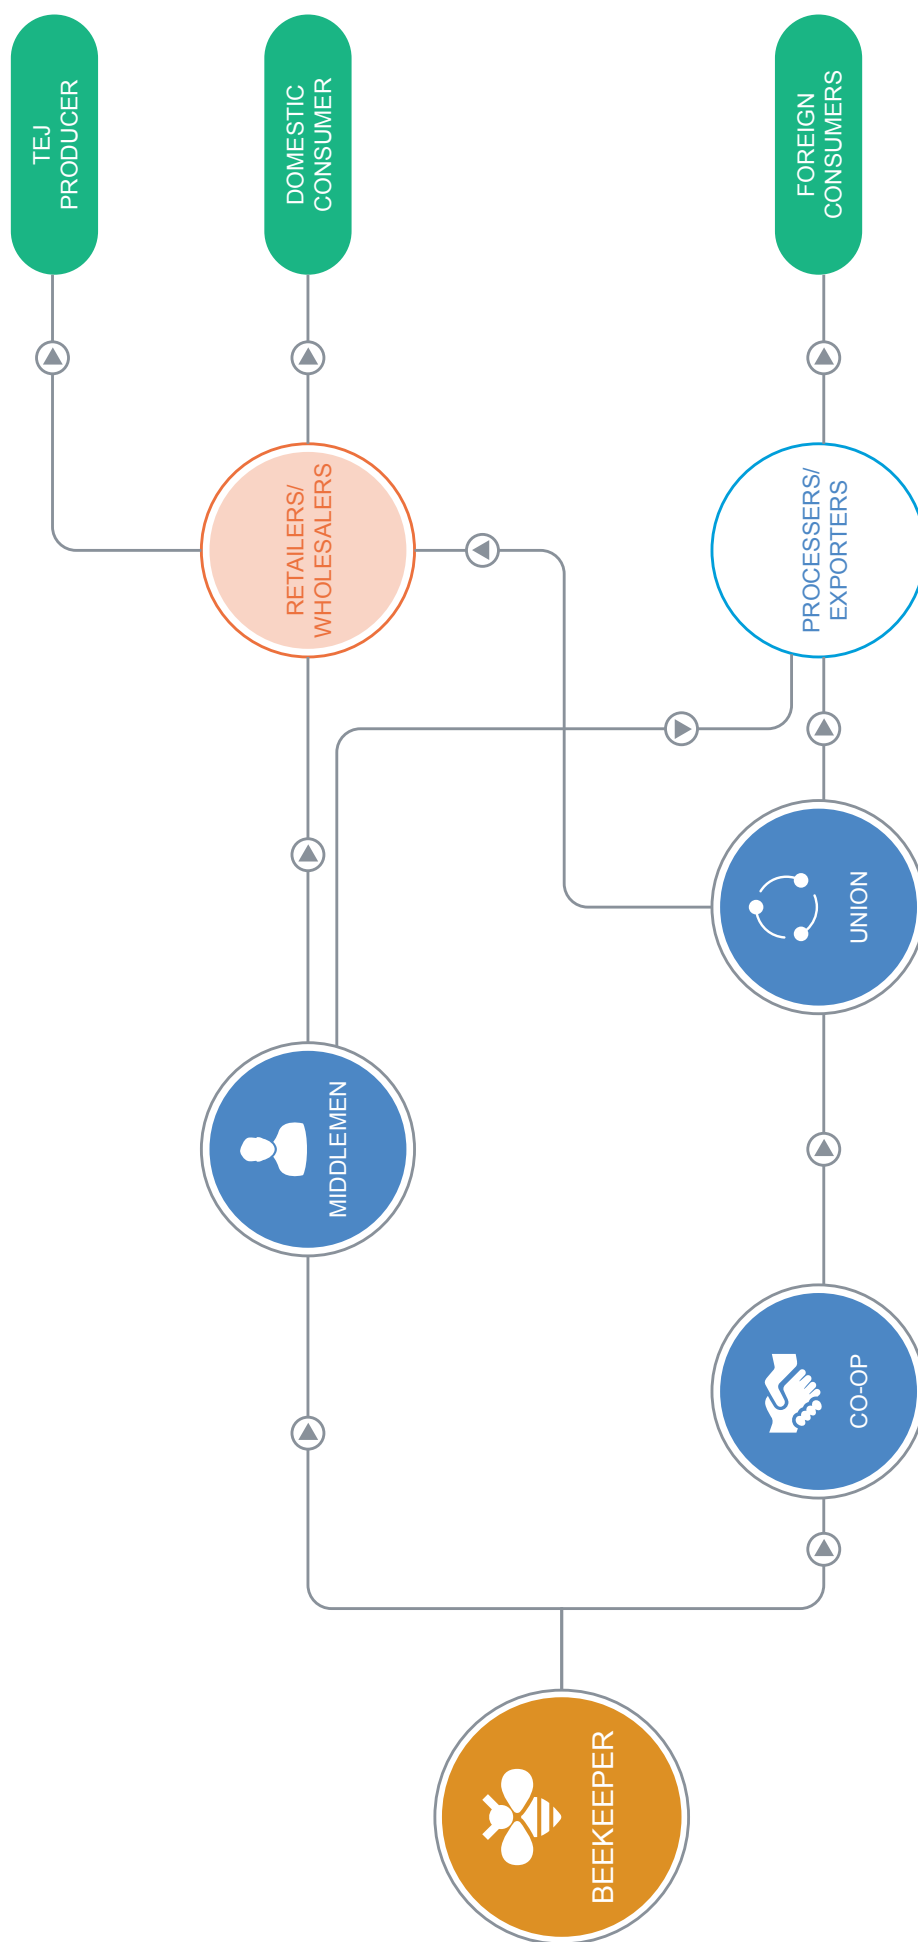 TEJ
PRODUCER
DOMESTIC
CONSUMER
FOREIGN
CONSUMERS
RETAILERS/
WHOLESALERS
PROCESSERS/
EXPORTERS
UNION
MIDDLEMEN
CO-OP
BEEKEEPER